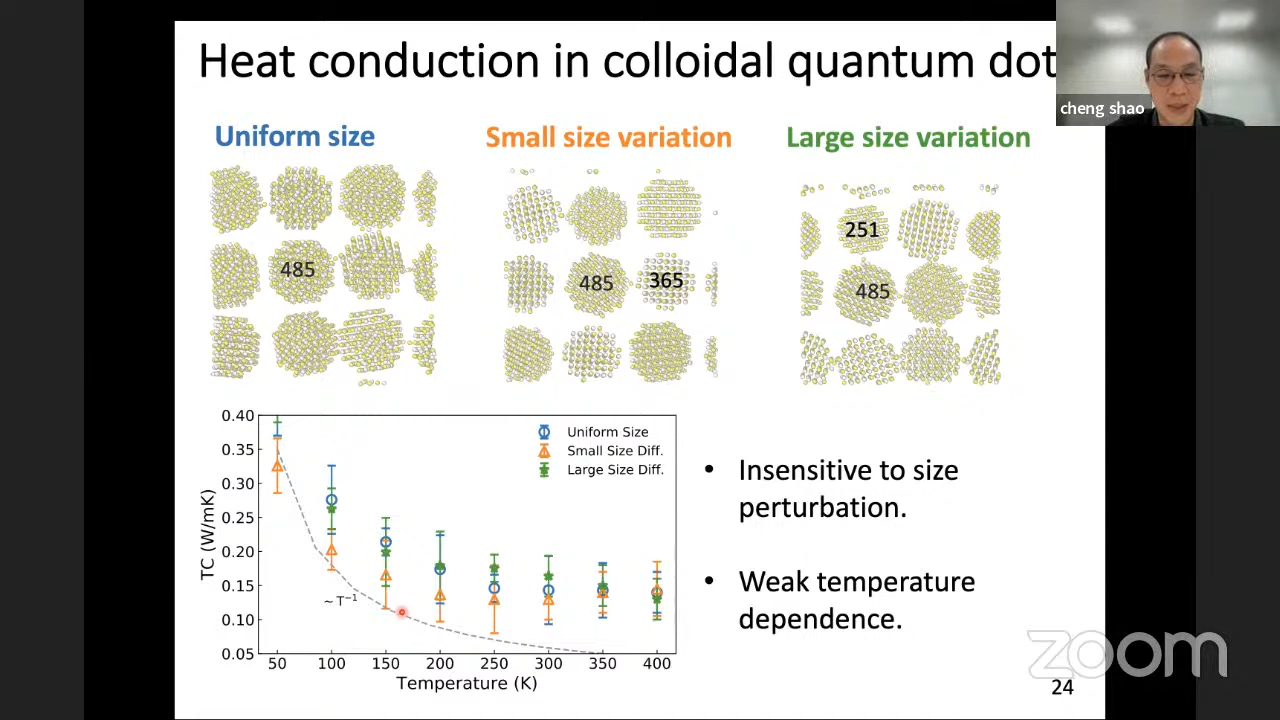 Heat conduction in colloidal quantum dot
cheng shao
Uniform size
Small size variation
Large size variation
485
485
365
251
485
0.40
0.35
0.30
0.25
0.20
0.15
0.10
0.05
TC (W/mK)
Uniform Size
Small Size Diff.
Large Size Diff.
~ T⁻¹
50 100 150 200 250 300 350 400
Temperature (K)
• Insensitive to size
perturbation.
• Weak temperature
dependence.
zoom
24